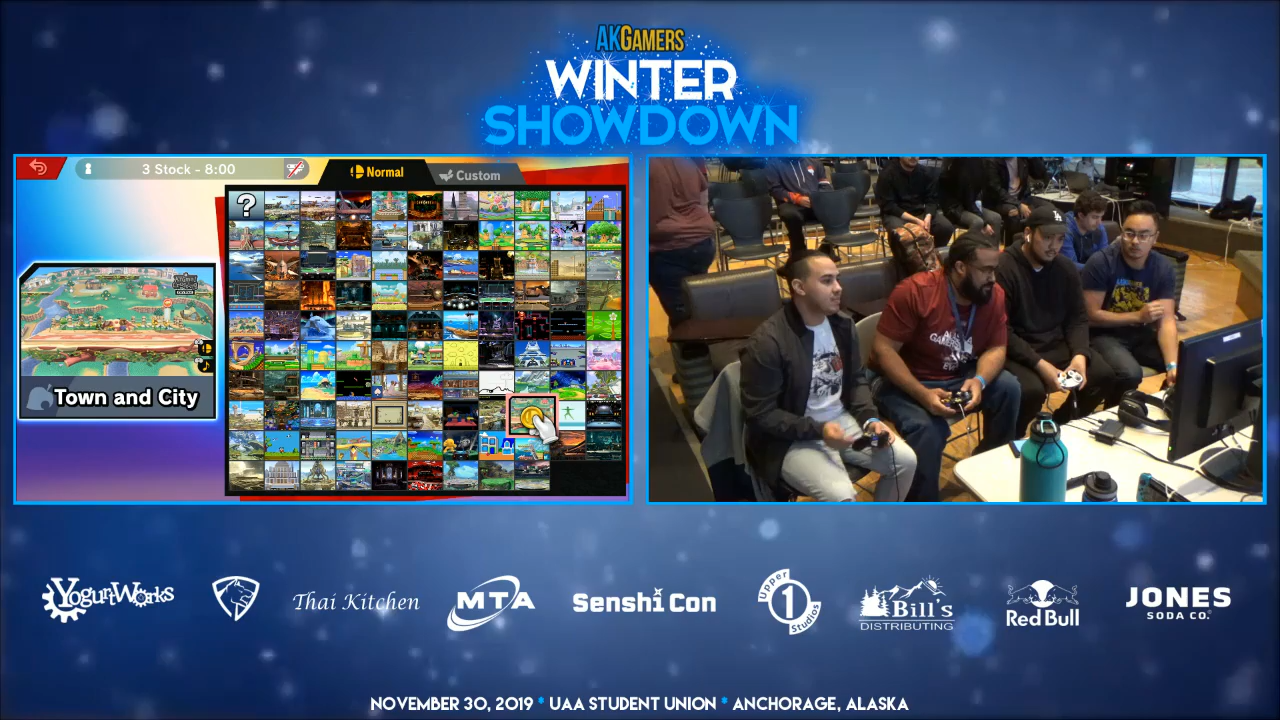 AKGAMERS
WINTER
SHOWDOWN
3 Stock - 8:00
Normal
Custom
?
Town and City
LA
YogurtWorks
Thai Kitchen
MTA
Senshi Con
Upper
1
Studios
Bill's
DISTRIBUTING
Red Bull
JONES
SODA CO.
NOVEMBER 30, 2019 * UAA STUDENT UNION * ANCHORAGE, ALASKA